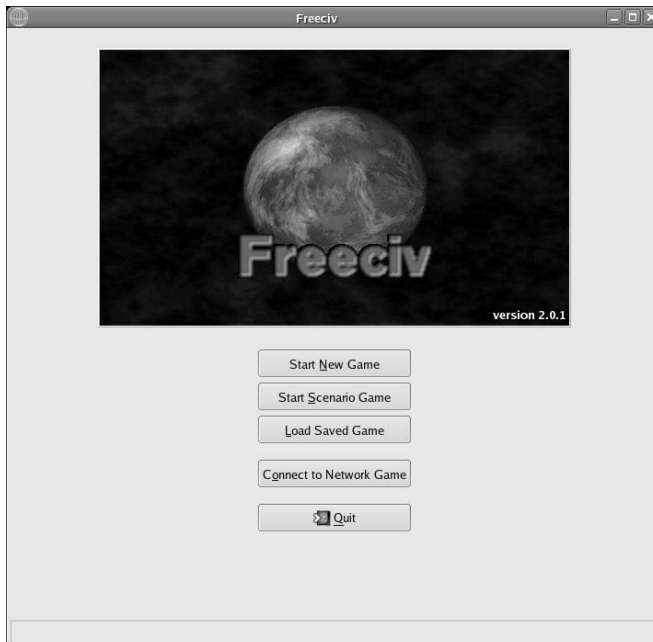 Freeciv
Freeciv
version 2.0.1
Start New Game
Start Scenario Game
Load Saved Game
Connect to Network Game
Quit